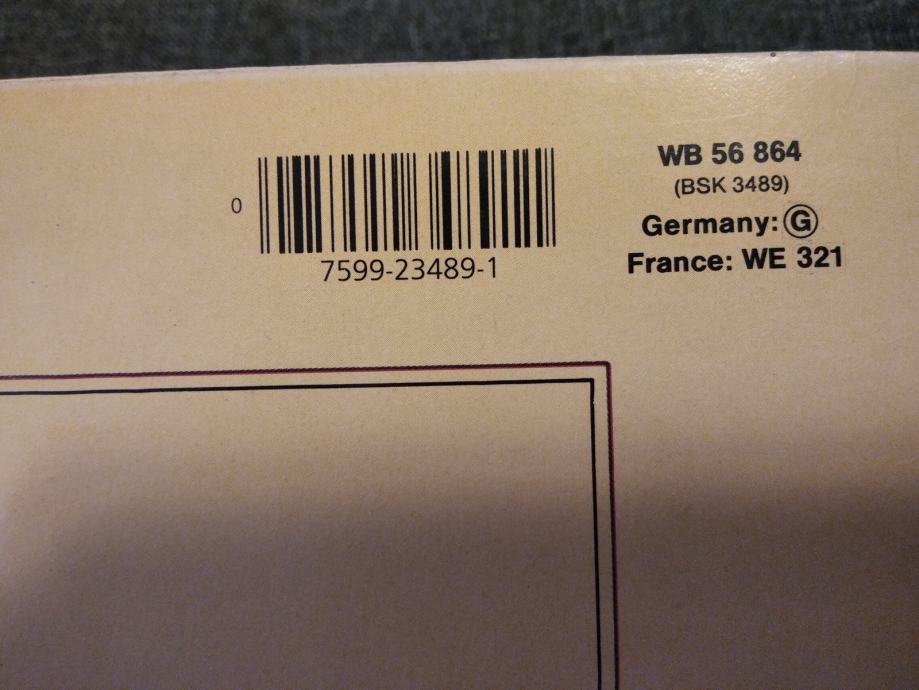 0
7599-23489-1
WB 56 864
(BSK 3489)
Germany: Ⓖ
France: WE 321